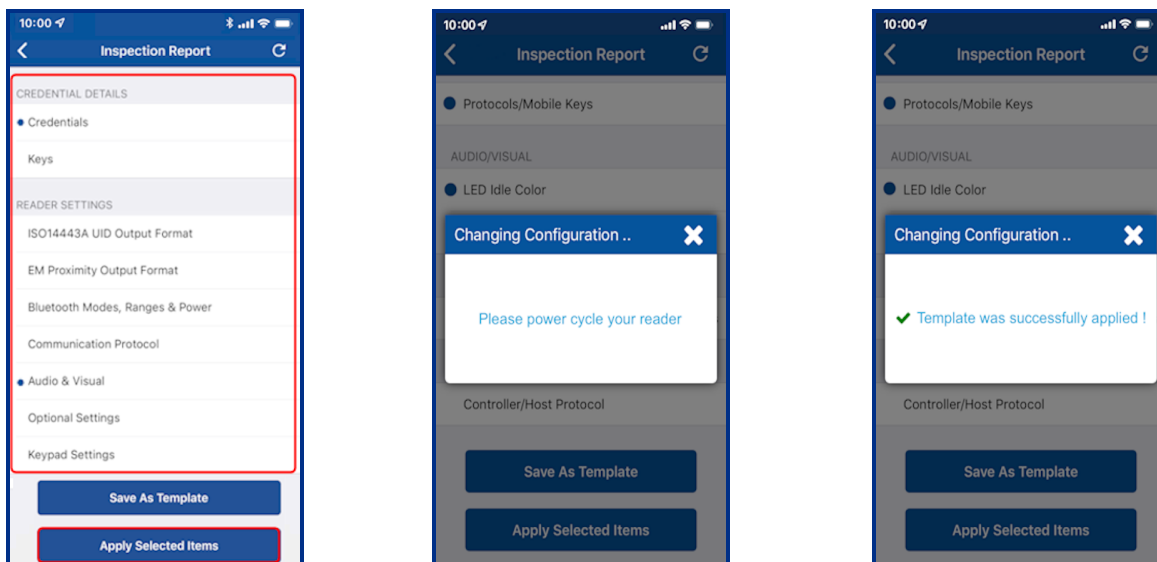 10:00
Inspection Report
CREDENTIAL DETAILS
Credentials
Keys
READER SETTINGS
ISO14443A UID Output Format
EM Proximity Output Format
Bluetooth Modes, Ranges & Power
Communication Protocol
Audio & Visual
Optional Settings
Keypad Settings
Save As Template
Apply Selected Items
10:00
Inspection Report
Protocols/Mobile Keys
AUDIO/VISUAL
LED Idle Color
Changing Configuration ..
Please power cycle your reader
Controller/Host Protocol
Save As Template
Apply Selected Items
10:00
Inspection Report
Protocols/Mobile Keys
AUDIO/VISUAL
LED Idle Color
Changing Configuration ..
Template was successfully applied !
Controller/Host Protocol
Save As Template
Apply Selected Items